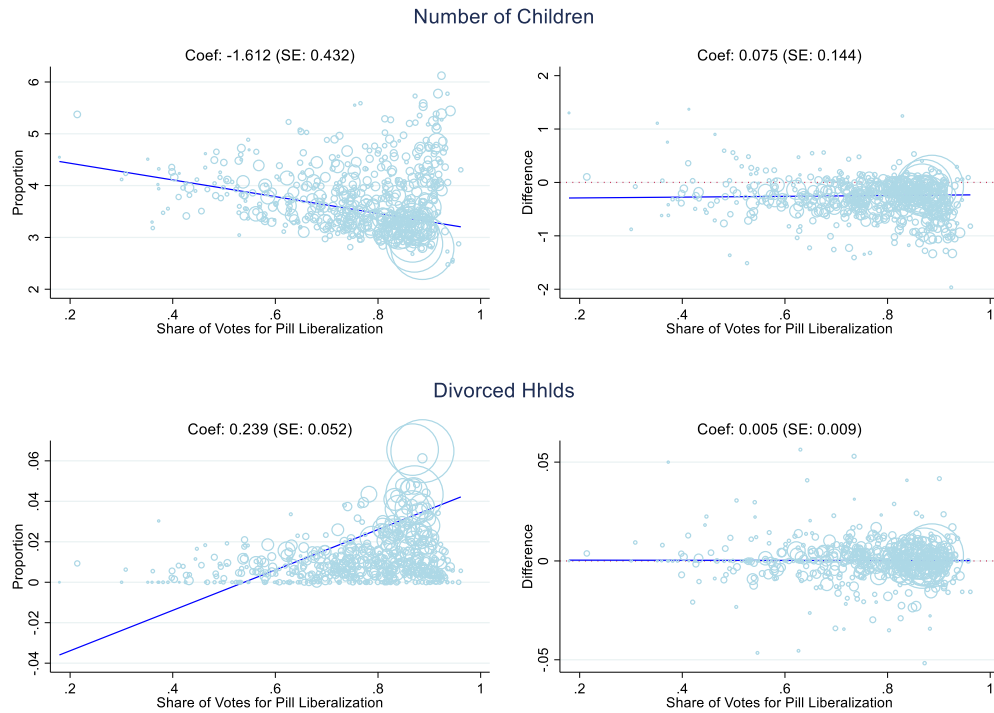 Number of Children
Coef: -1.612 (SE: 0.432)
Proportion
6
5
4
3
2
.2 .4 .6 .8 1
Share of Votes for Pill Liberalization
Coef: 0.075 (SE: 0.144)
Difference
2
1
0
-1
-2
.2 .4 .6 .8 1
Share of Votes for Pill Liberalization
Divorced Hhlds
Coef: 0.239 (SE: 0.052)
Proportion
.06
.04
.02
0
-.02
-.04
.2 .4 .6 .8 1
Share of Votes for Pill Liberalization
Coef: 0.005 (SE: 0.009)
Difference
.05
0
-.05
.2 .4 .6 .8 1
Share of Votes for Pill Liberalization